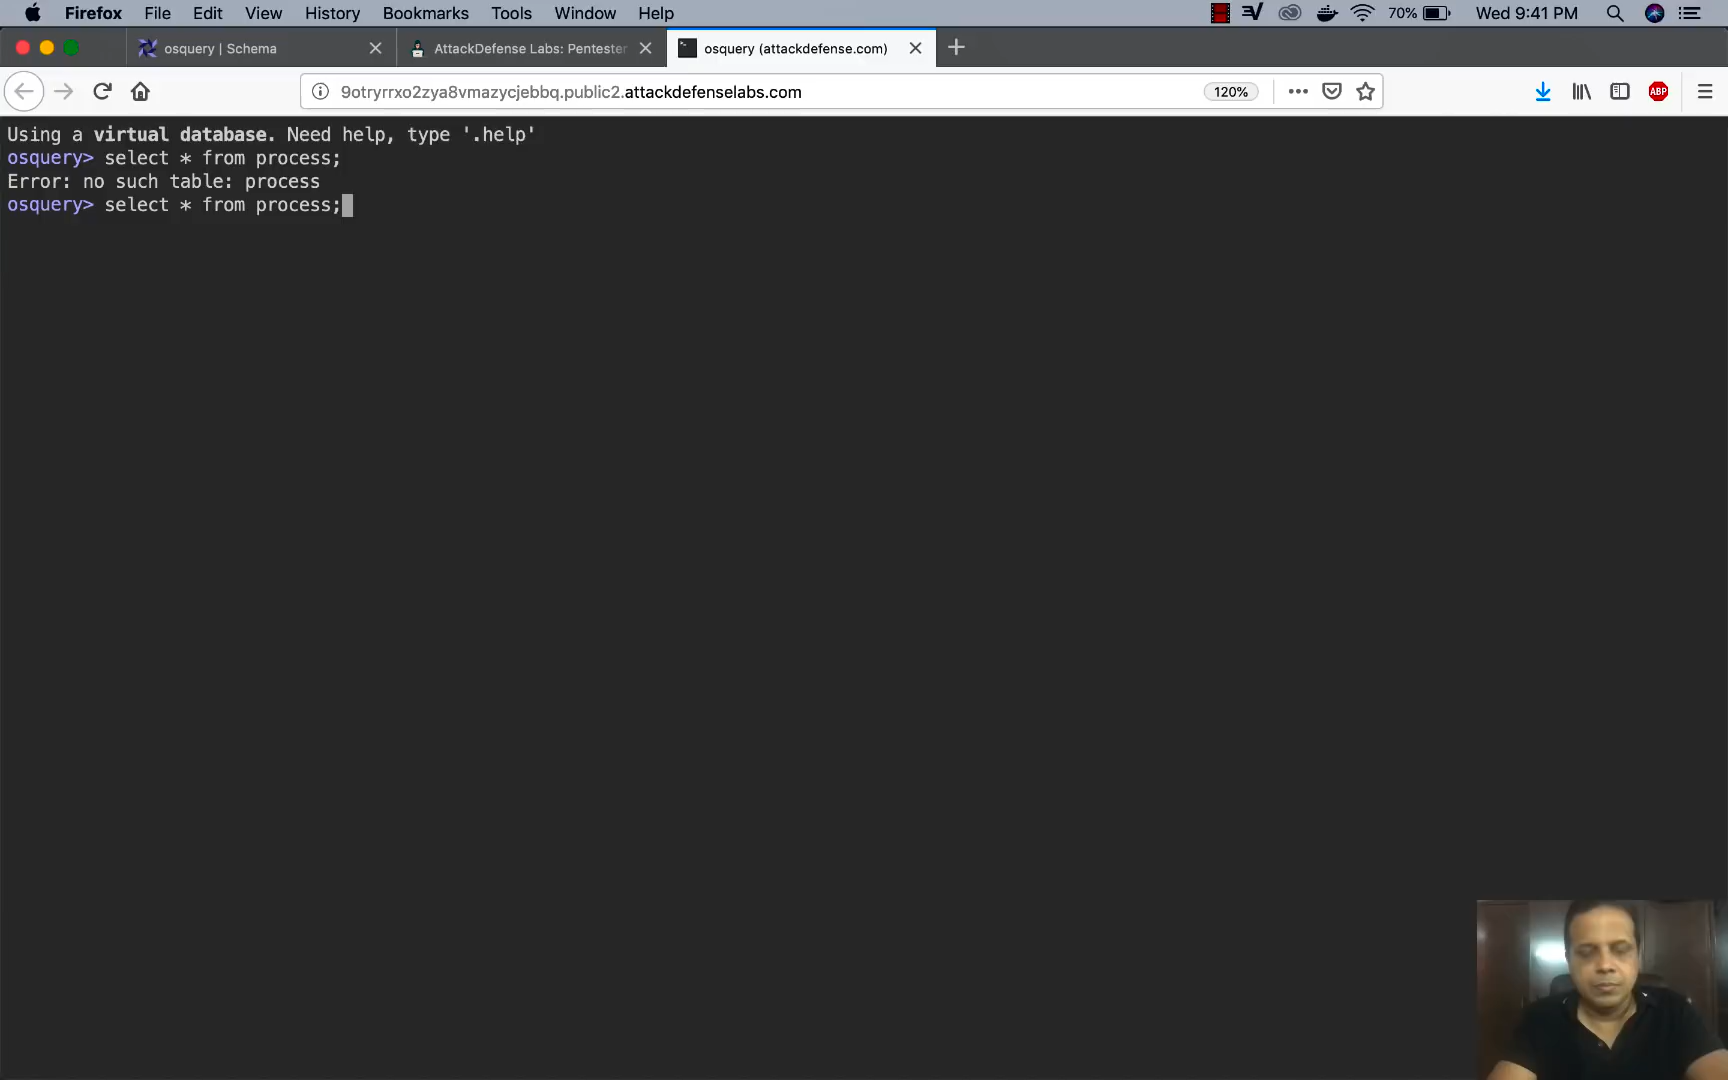 Firefox File Edit View History Bookmarks Tools Window Help 70% Wed 9:41 PM
osquery | Schema AttackDefense Labs: Pentester osquery (attackdefense.com)
9otryrrxo2zya8vmazycjebbq.public2.attackdefenselabs.com 120% ABP
Using a virtual database. Need help, type '.help'
osquery> select * from process;
Error: no such table: process
osquery> select * from process;